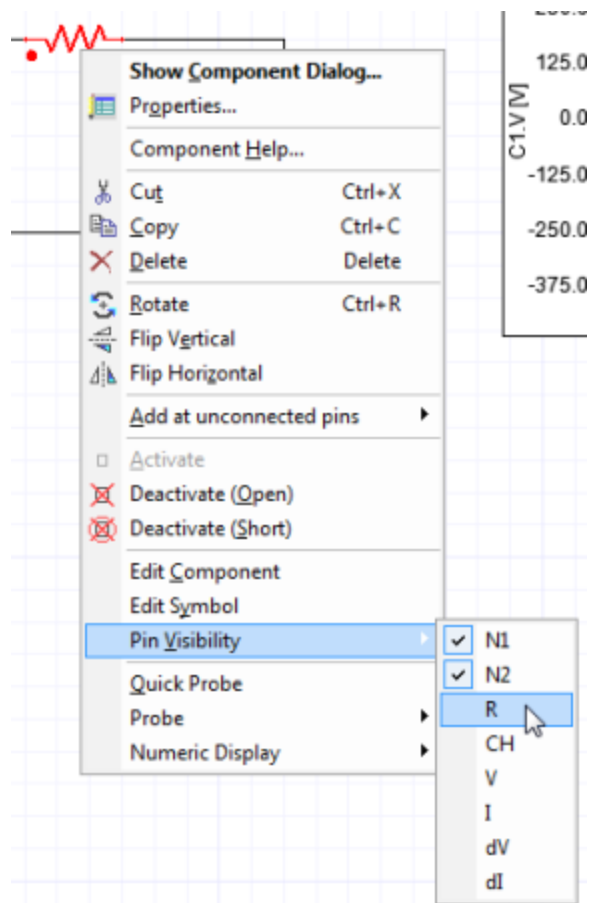 125.0
0.0
-125.0
-250.0
-375.0
C1.V [V]
Show Component Dialog...
Properties...
Component Help...
Cut Ctrl+X
Copy Ctrl+C
Delete Delete
Rotate Ctrl+R
Flip Vertical
Flip Horizontal
Add at unconnected pins
Activate
Deactivate (Open)
Deactivate (Short)
Edit Component
Edit Symbol
Pin Visibility
Quick Probe
Probe
Numeric Display
N1
N2
R
CH
V
I
dV
dI